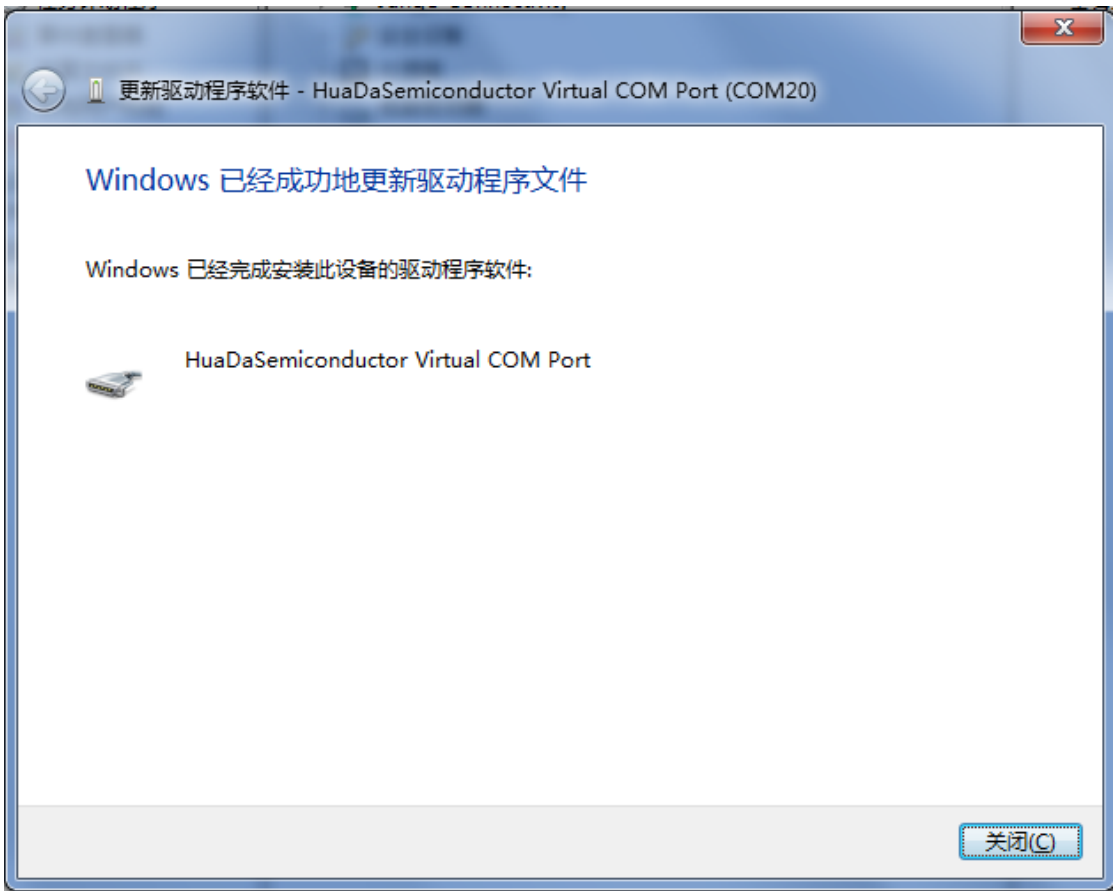 更新驱动程序软件 - HuaDaSemiconductor Virtual COM Port (COM20)
Windows 已经成功地更新驱动程序文件
Windows 已经完成安装此设备的驱动程序软件:
HuaDaSemiconductor Virtual COM Port
关闭(C)